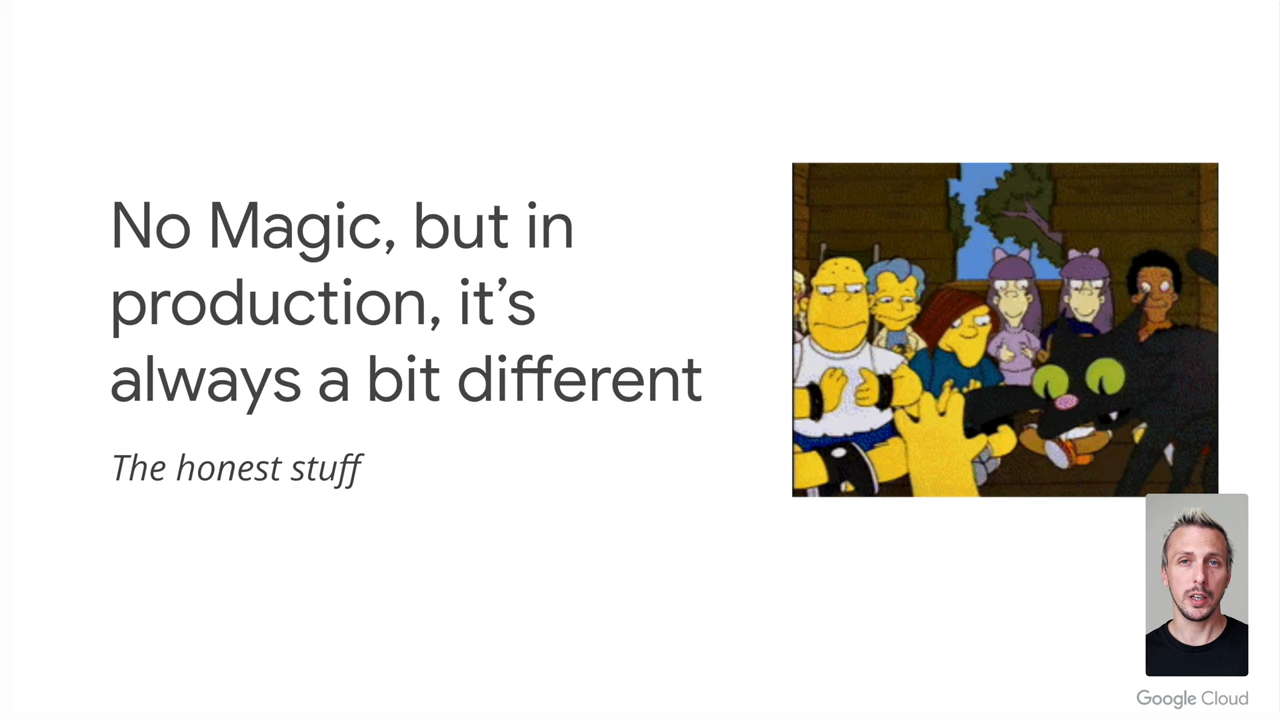 No Magic, but in
production, it’s
always a bit different
The honest stuff
Google Cloud